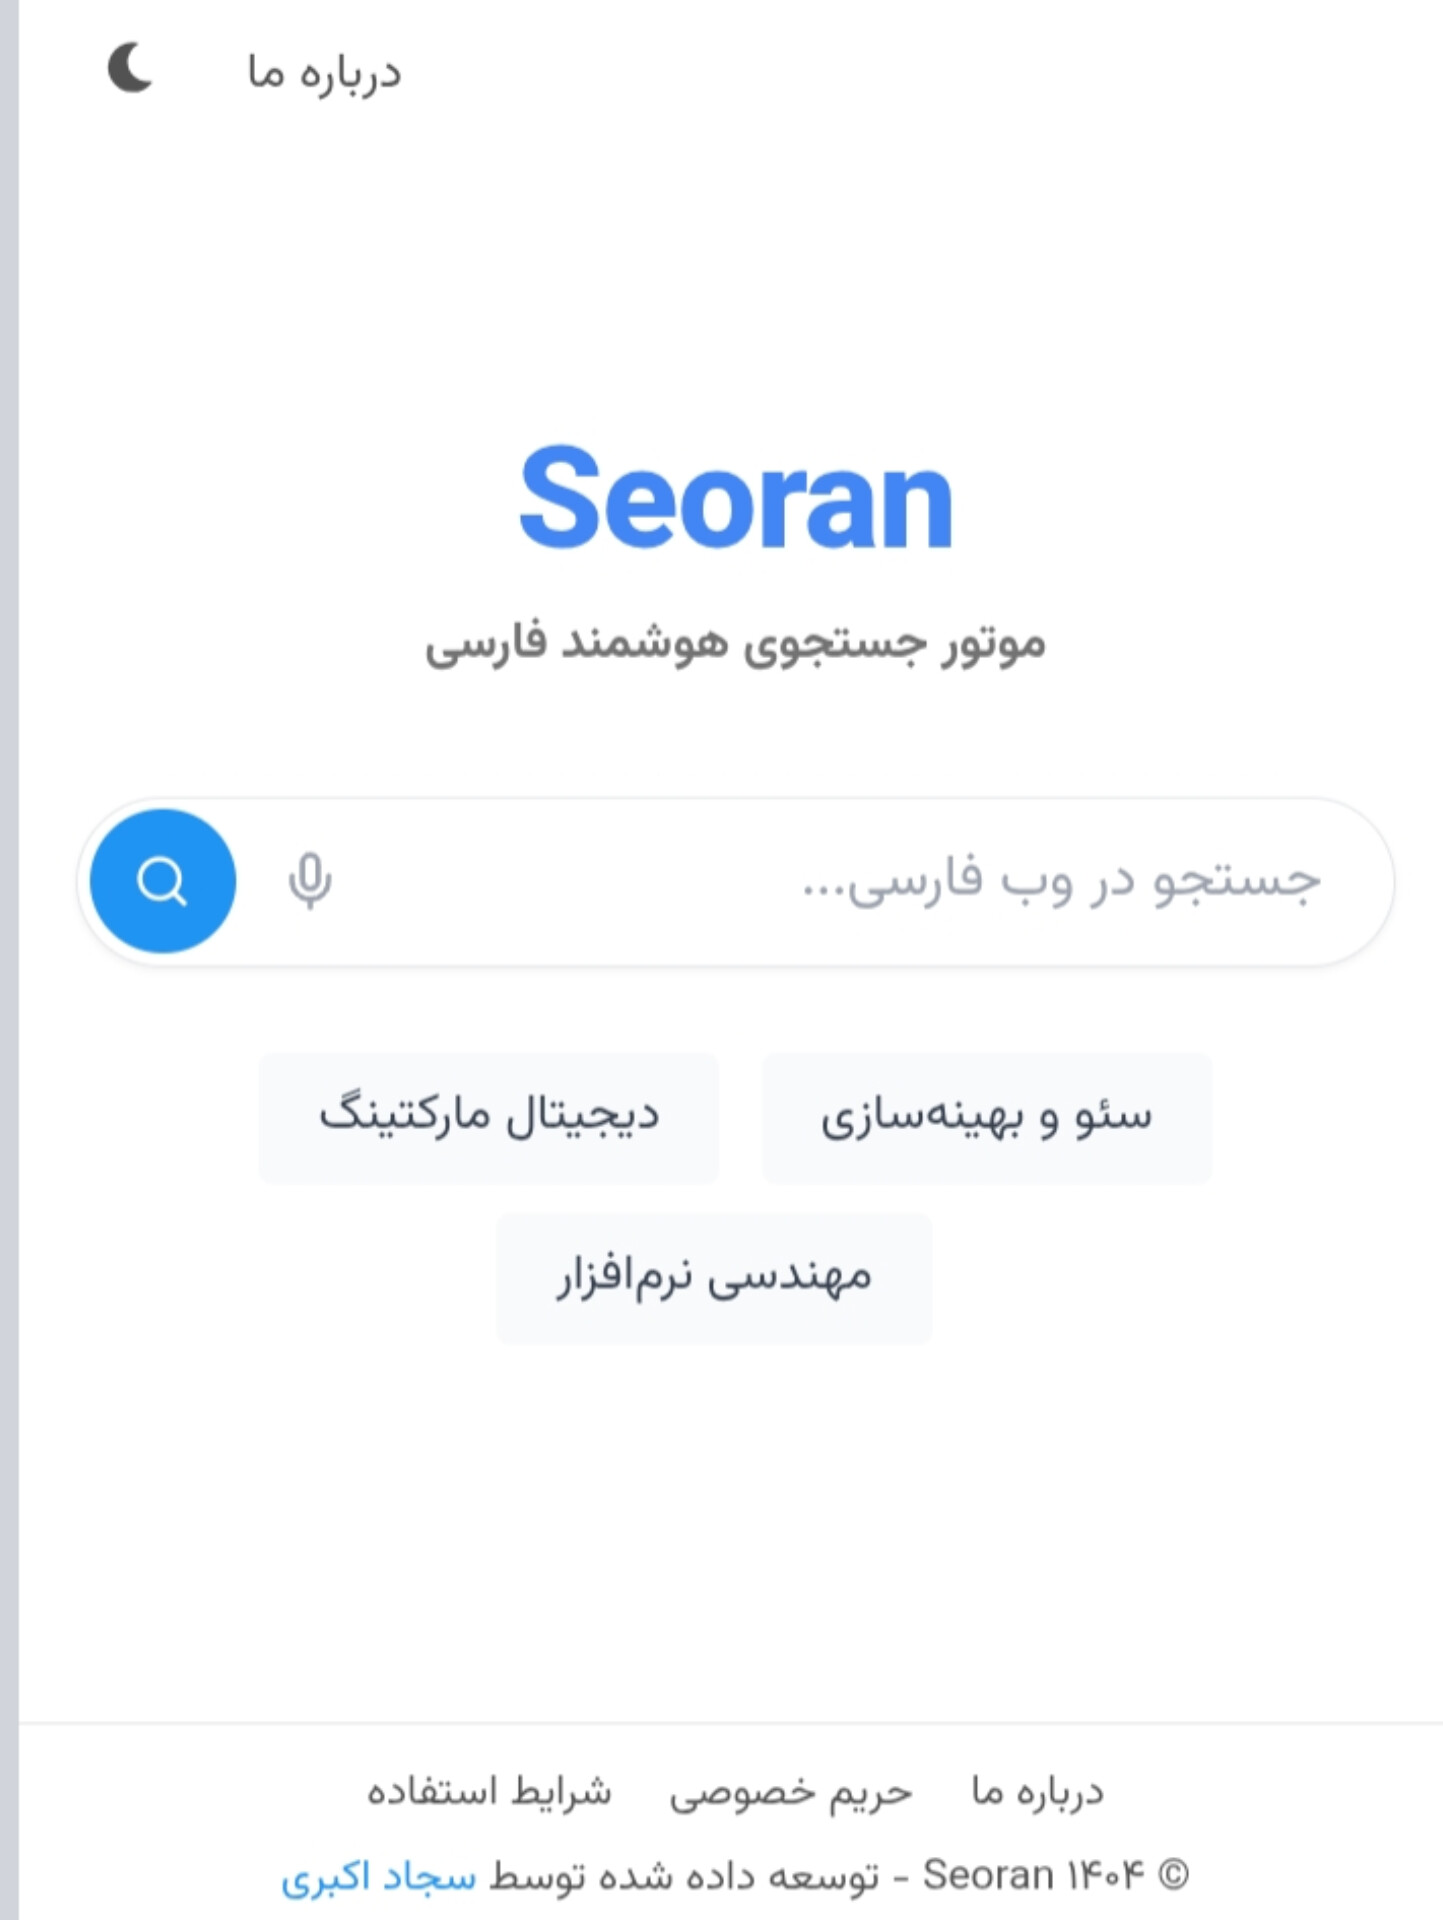 درباره ما
Seoran
موتور جستجوی هوشمند فارسی
جستجو در وب فارسی...
سئو و بهینه‌سازی
دیجیتال مارکتینگ
مهندسی نرم‌افزار
درباره ما حریم خصوصی شرایط استفاده
© ۱۴۰۴ Seoran - توسعه داده شده توسط سجاد اکبری